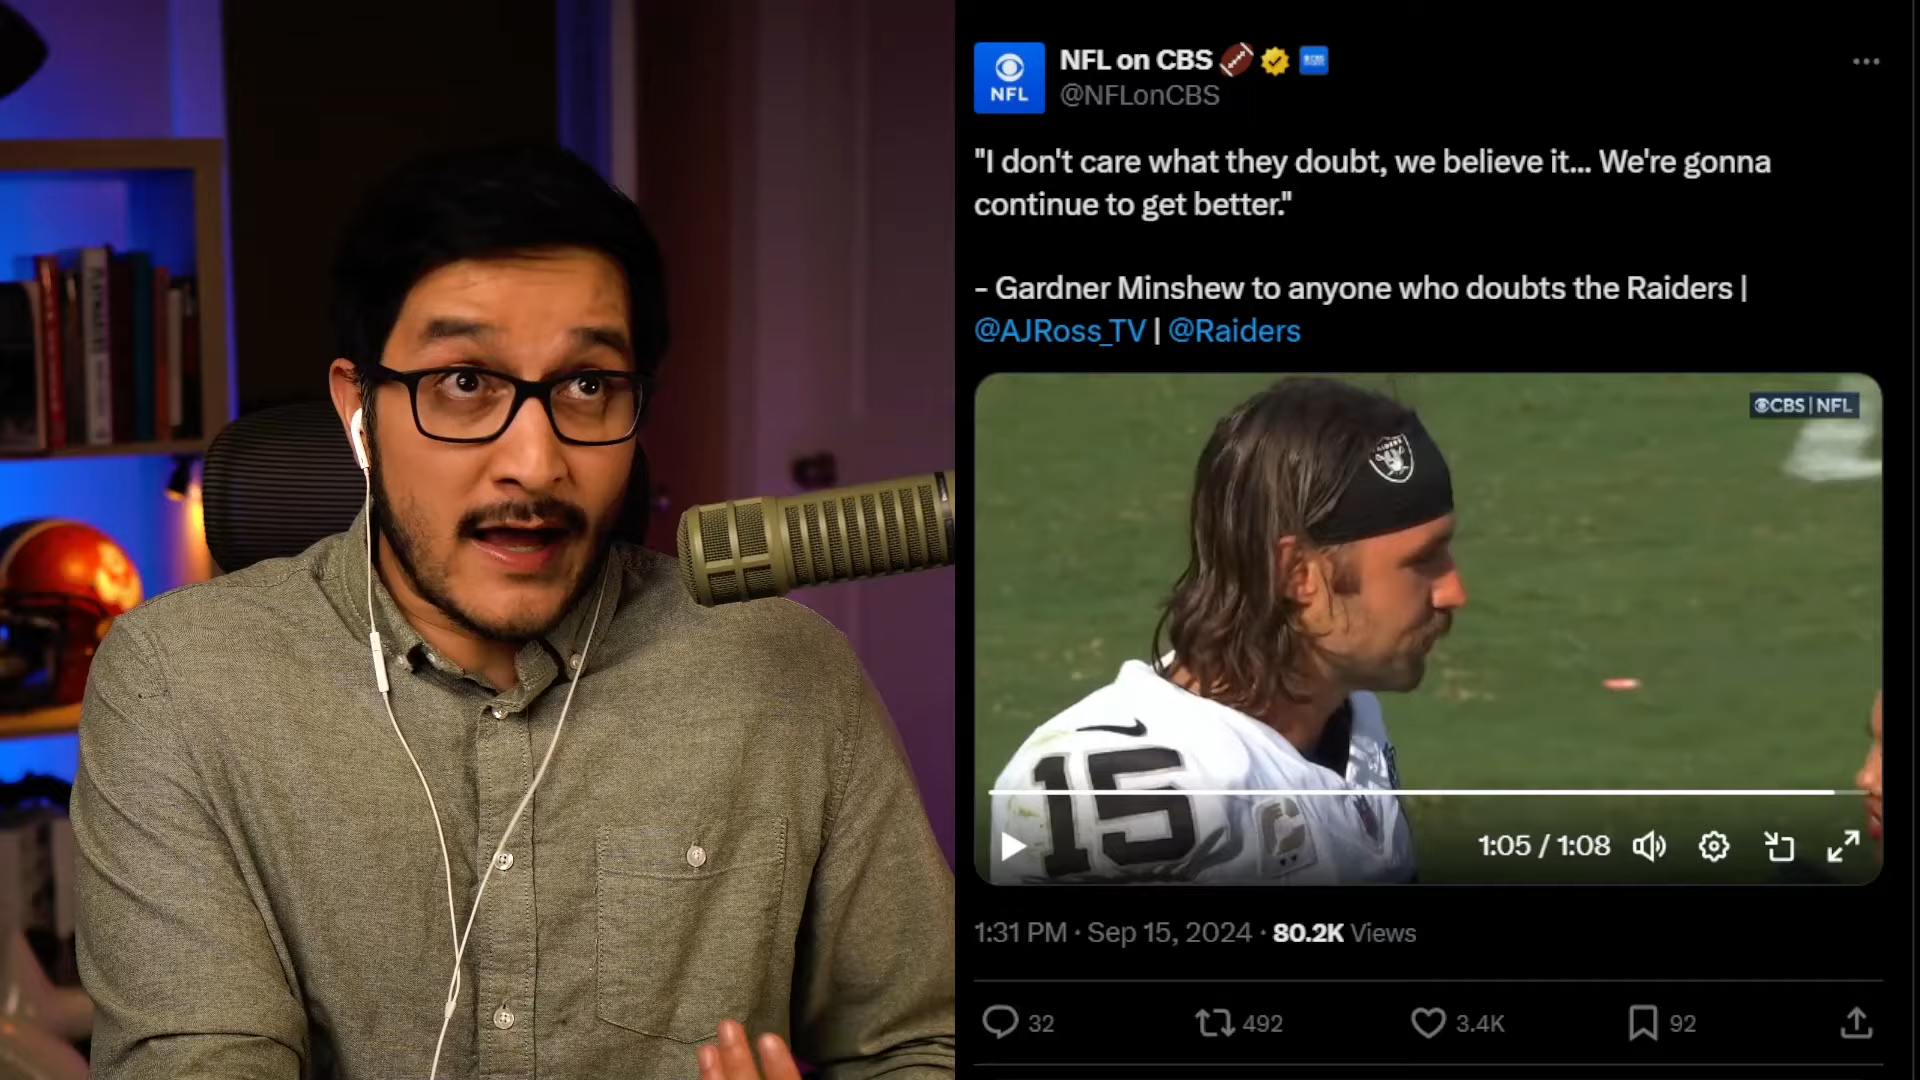 NFL on CBS
@NFLonCBS
NFL
"I don't care what they doubt, we believe it... We're gonna
continue to get better."
- Gardner Minshew to anyone who doubts the Raiders |
@AJRoss_TV | @Raiders
CBS | NFL
RAIDERS
15
C
1:05 / 1:08
1:31 PM · Sep 15, 2024 · 80.2K Views
32
492
3.4K
92